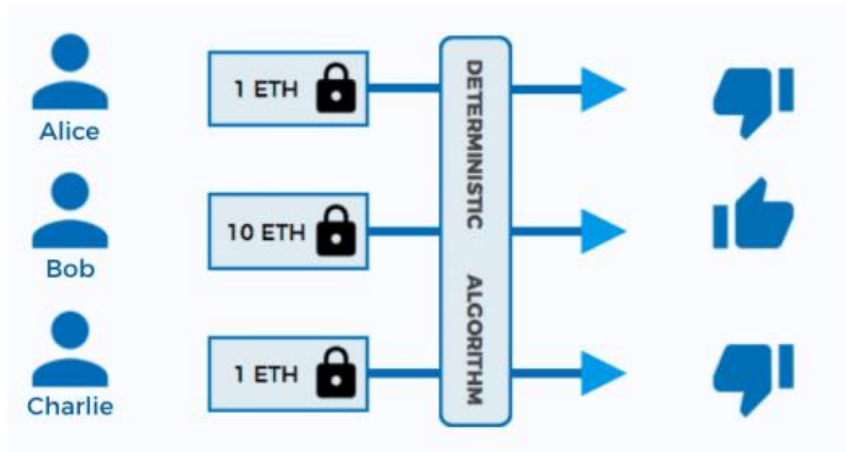 1 ETH
Alice
10 ETH
Bob
1 ETH
Charlie
DETERMINISTIC ALGORITHM